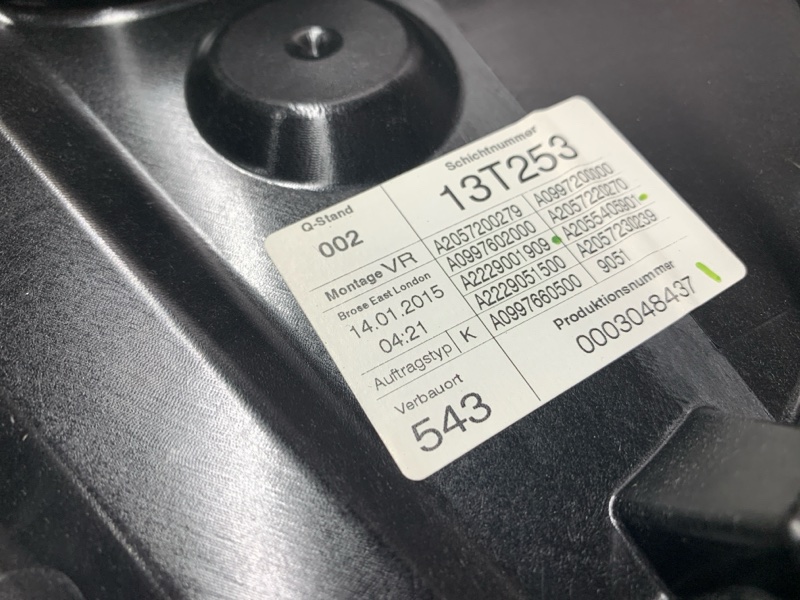 Q-Stand
002
Schichtnummer
13T253
Montage VR
Brose East London
14.01.2015
04:21
A2057200279 A0997200000
A0997602000 A2057220270
A2229001909 A2055405901
A2229051500 A2057230239
A0997660500 9051
Auftragstyp K
Verbauort
543
Produktionsnummer
0003048437